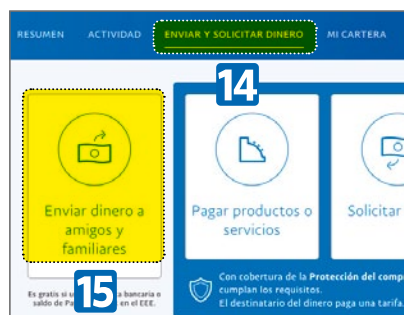 RESUMEN ACTIVIDAD ENVIAR Y SOLICITAR DINERO MI CARTERA
14
Enviar dinero a
amigos y
familiares
Pagar productos o
servicios
Solicitar
15
Es gratis si u a bancaria o
saldo de Pa en el EEE.
Con cobertura de la Protección del comp
cumplan los requisitos.
El destinatario del dinero paga una tarifa.